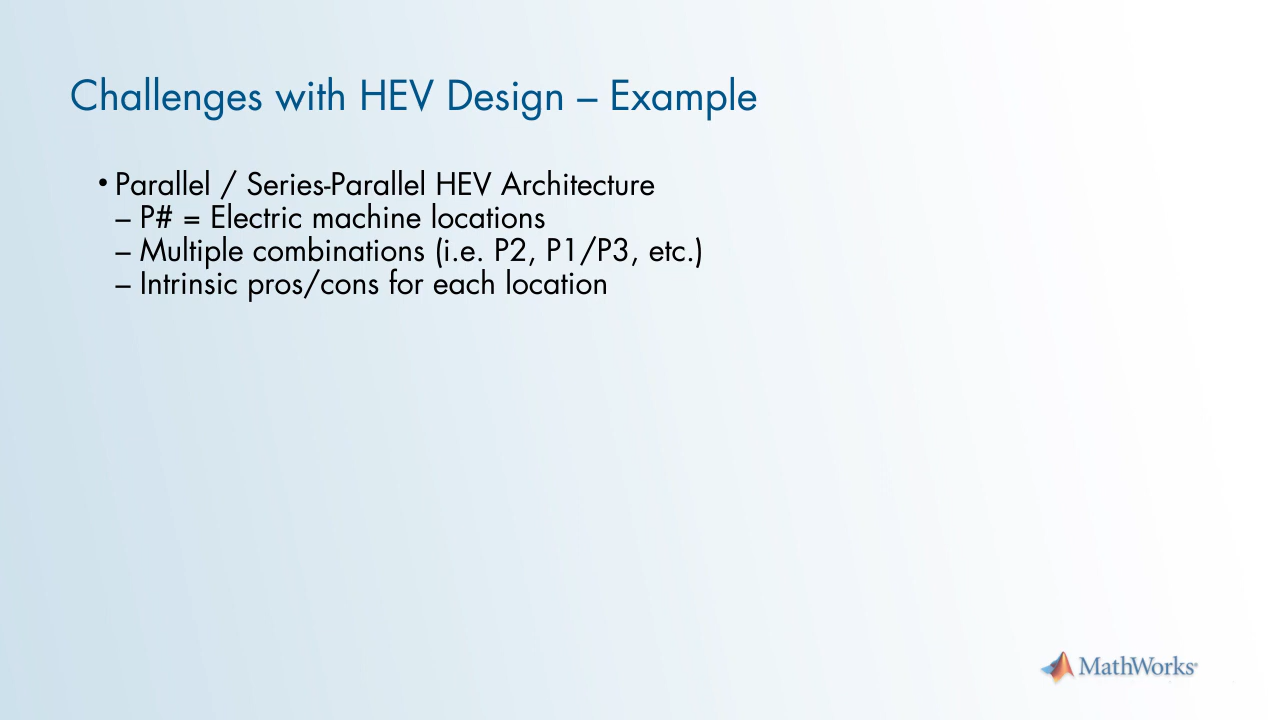 Challenges with HEV Design – Example
• Parallel / Series-Parallel HEV Architecture
– P# = Electric machine locations
– Multiple combinations (i.e. P2, P1/P3, etc.)
– Intrinsic pros/cons for each location
MathWorks®